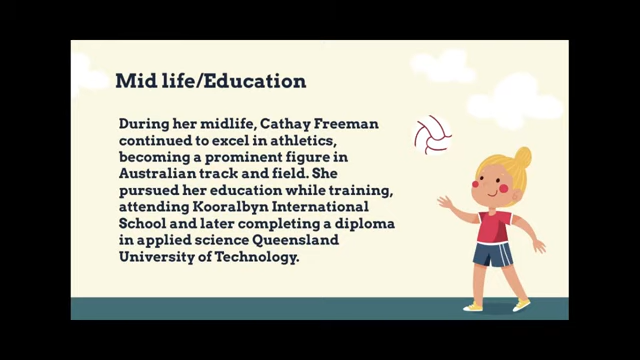 Mid life/Education
During her midlife, Cathay Freeman
continued to excel in athletics,
becoming a prominent figure in
Australian track and field. She
pursued her education while training,
attending Kooralbyn International
School and later completing a diploma
in applied science Queensland
University of Technology.